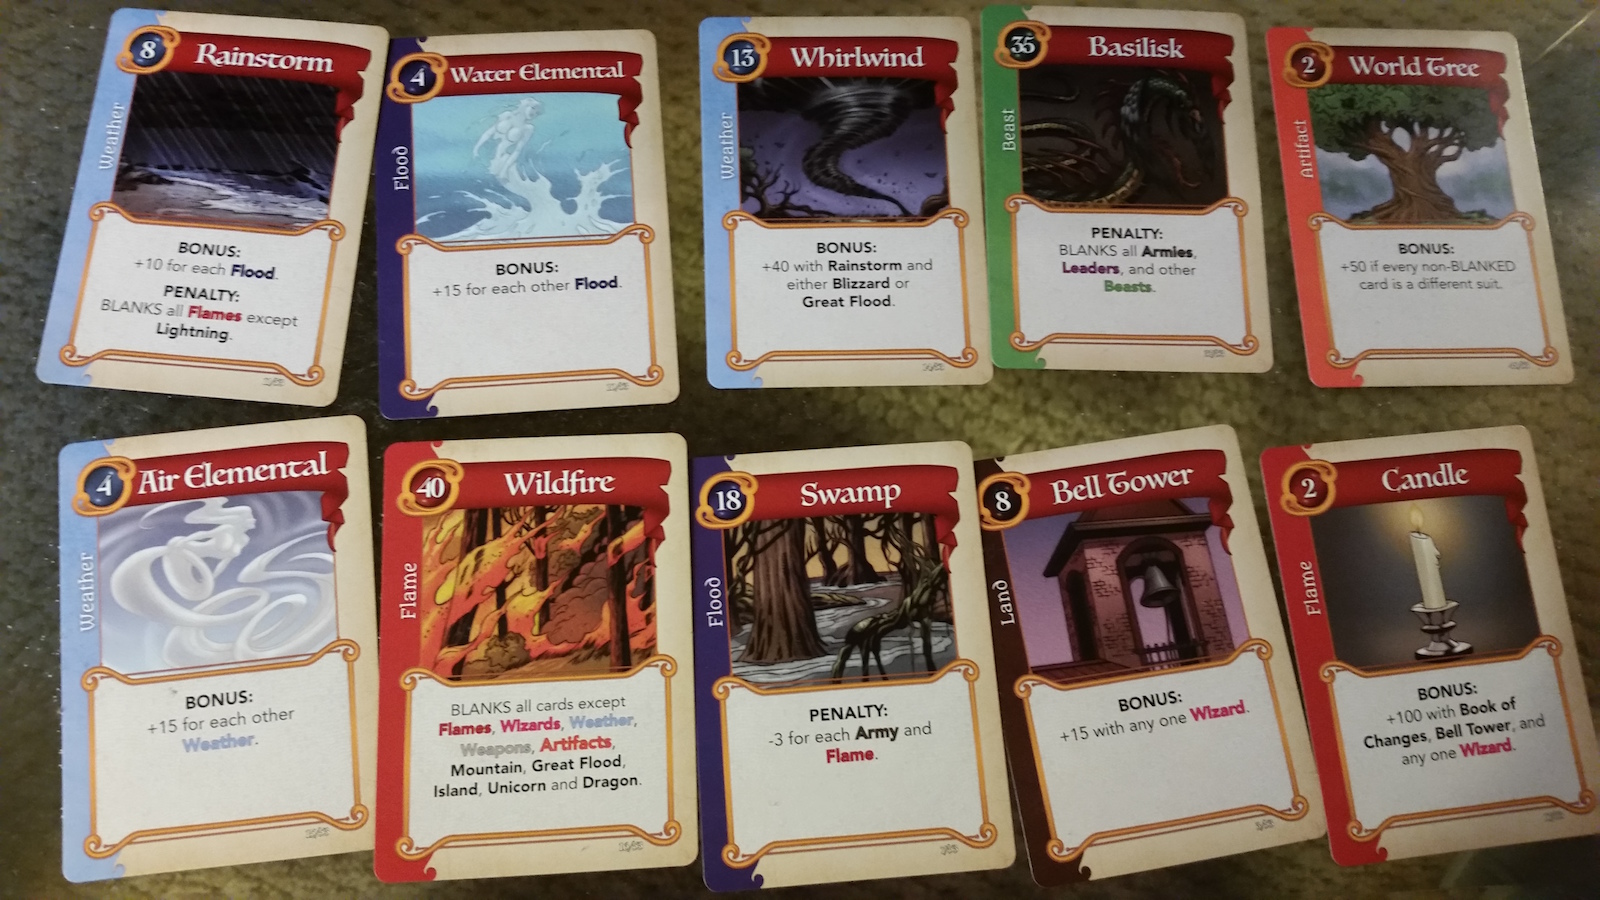 8 Rainstorm
Weather
BONUS:
+10 for each Flood.
PENALTY:
BLANKS all Flames except
Lightning.
4 Water Elemental
Flood
BONUS:
+15 for each other Flood.
13 Whirlwind
Weather
BONUS:
+40 with Rainstorm and
either Blizzard or
Great Flood.
35 Basilisk
Beast
PENALTY:
BLANKS all Armies,
Leaders, and other
Beasts.
2 World Tree
Artifact
BONUS:
+50 if every non-BLANKED
card is a different suit.
4 Air Elemental
Weather
BONUS:
+15 for each other
Weather.
40 Wildfire
Flame
BLANKS all cards except
Flames, Wizards, Weather,
Weapons, Artifacts,
Mountain, Great Flood,
Island, Unicorn and Dragon.
18 Swamp
Flood
PENALTY:
-3 for each Army and
Flame.
8 Bell Tower
Land
BONUS:
+15 with any one Wizard.
2 Candle
Flame
BONUS:
+100 with Book of
Changes, Bell Tower, and
any one Wizard.